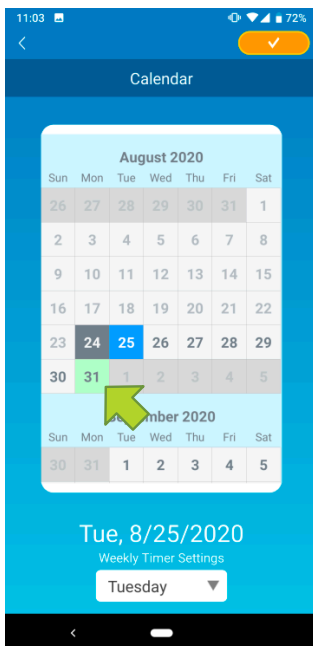 11:03 72%
Calendar
August 2020
Sun Mon Tue Wed Thu Fri Sat
26 27 28 29 30 31 1
2 3 4 5 6 7 8
9 10 11 12 13 14 15
16 17 18 19 20 21 22
23 24 25 26 27 28 29
30 31 1 2 3 4 5
2020
Sun Mon Tue Wed Thu Fri Sat
30 31 1 2 3 4 5
Tue, 8/25/2020
Weekly Timer Settings
Tuesday